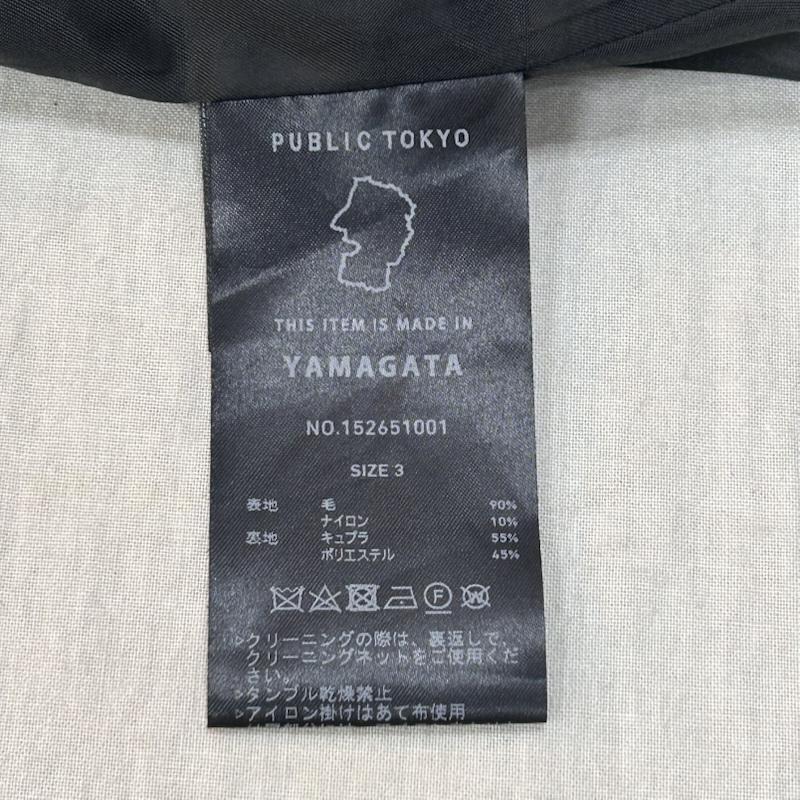 PUBLIC TOKYO
THIS ITEM IS MADE IN
YAMAGATA
NO.152651001
SIZE 3
表地 毛 90%
ナイロン 10%
裏地 キュプラ 55%
ポリエステル 45%
▷クリーニングの際は、裏返しで、
クリーニングネットをご使用くだ
さい。
▷タンブル乾燥禁止
▷アイロン掛けはあて布使用